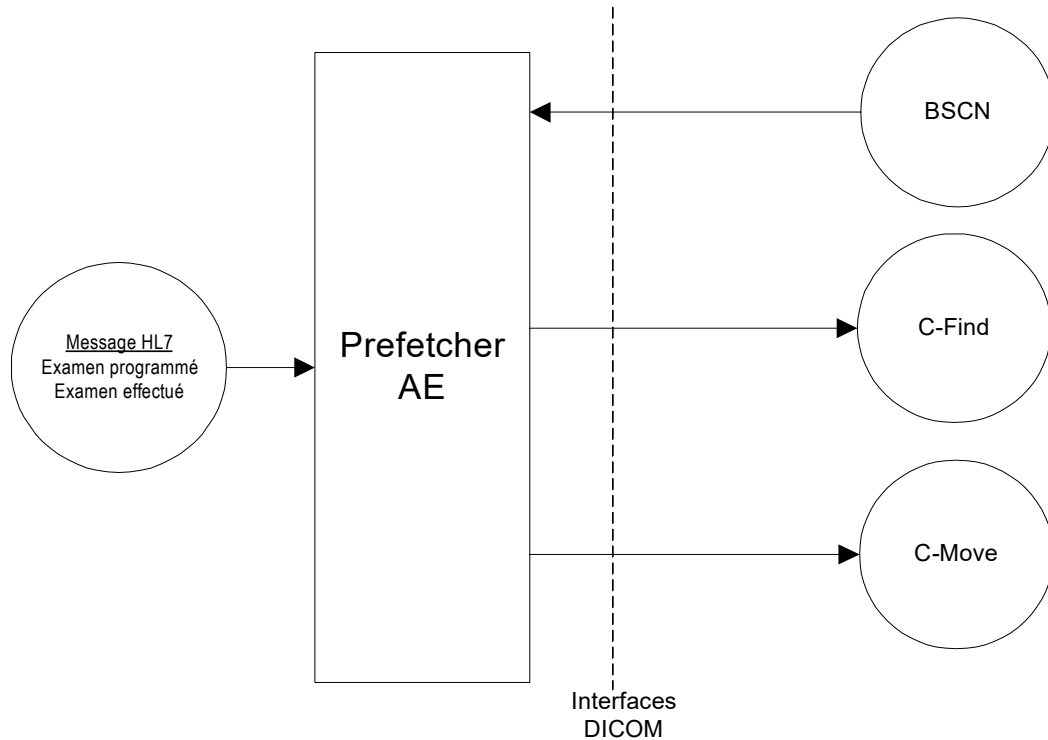 BSCN
C-Find
Message HL7
Examen programmé
Examen effectué
Prefetcher
AE
C-Move
Interfaces
DICOM